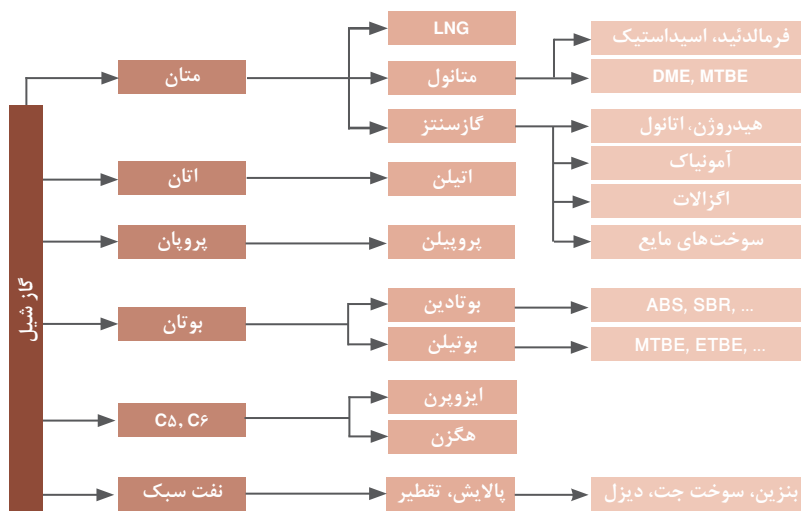 گاز شیل
متان
LNG
متانول
فرمالدئید، اسیداستیک
DME, MTBE
گازسنتز
هیدروژن، اتانول
آمونیاک
اگزالات
سوخت‌های مایع
اتان
اتیلن
پروپان
پروپیلن
بوتان
بوتادین
ABS, SBR, ...
بوتیلن
MTBE, ETBE, ...
C۵, C۶
ایزوپرن
هگزن
نفت سبک
پالایش، تقطیر
بنزین، سوخت جت، دیزل